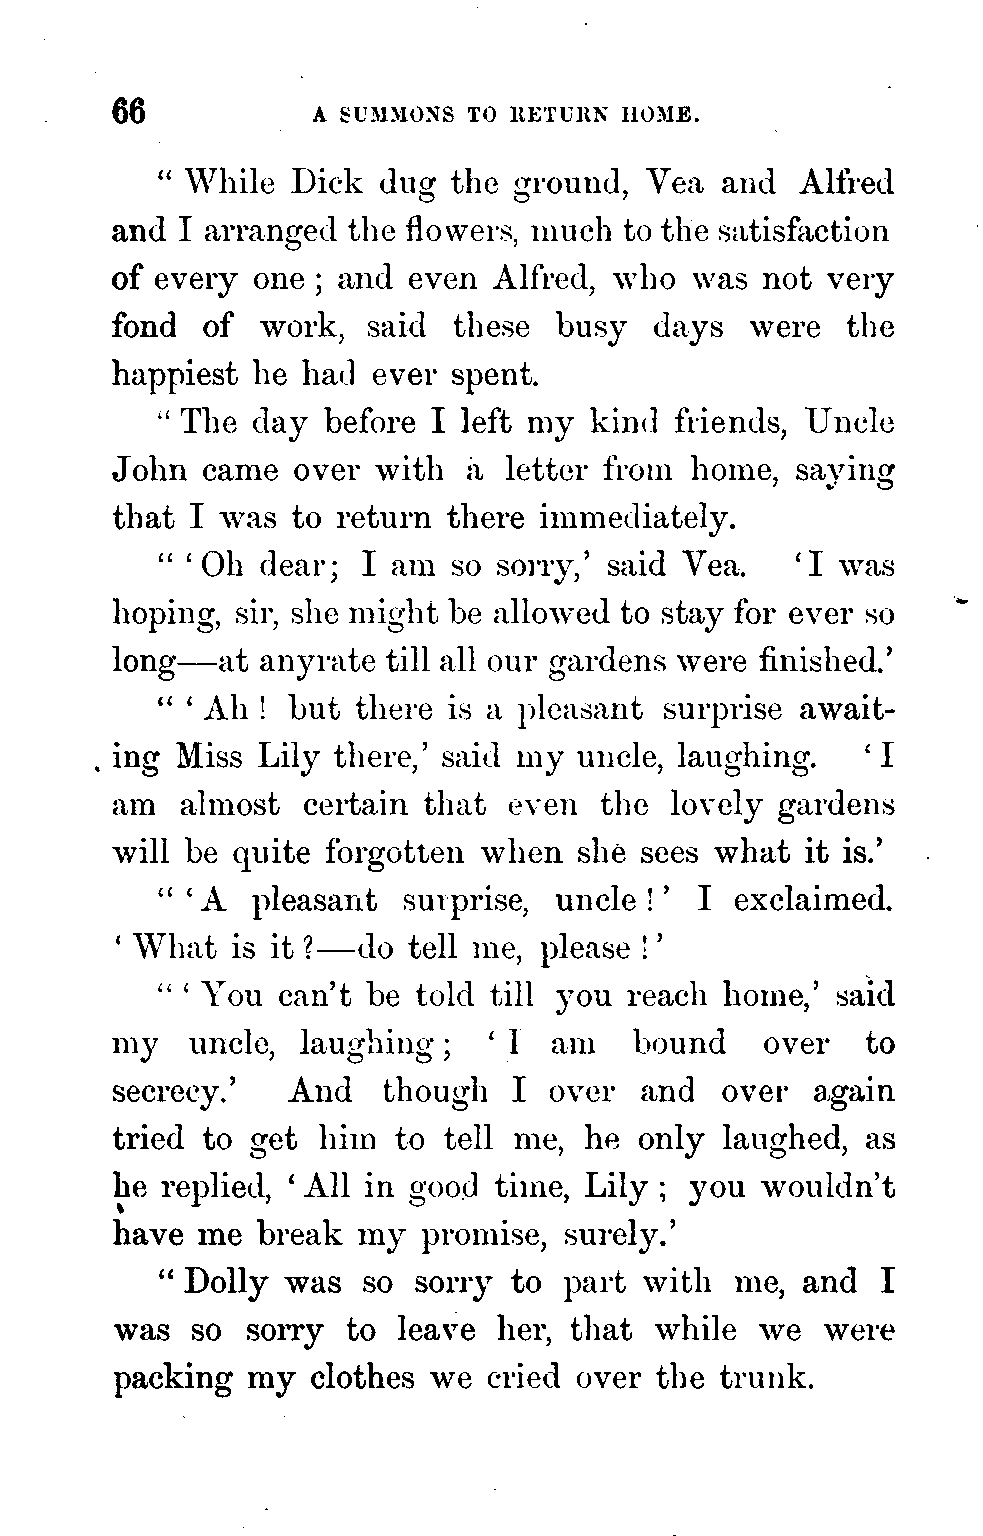 66 A SUMMONS TO RETURN HOME.
" While Dick dug the ground, Vea and Alfred
and I arranged the flowers, much to the satisfaction
of every one ; and even Alfred, who was not very
fond of work, said these busy days were the
happiest he had ever spent.
" The day before I left my kind friends, Uncle
John came over with a letter from home, saying
that I was to return there immediately.
" ‘ Oh dear; I am so sorry,’ said Vea. ‘ I was
hoping, sir, she might be allowed to stay for ever so
long—at anyrate till all our gardens were finished.’
" ‘ Ah ! but there is a pleasant surprise await-
ing Miss Lily there,’ said my uncle, laughing. ‘ I
am almost certain that even the lovely gardens
will be quite forgotten when she sees what it is.’
" ‘ A pleasant surprise, uncle ! ’ I exclaimed.
‘ What is it ?—do tell me, please ! ’
" ‘ You can’t be told till you reach home,’ said
my uncle, laughing ; ‘ I am bound over to
secrecy.’ And though I over and over again
tried to get him to tell me, he only laughed, as
he replied, ‘ All in good time, Lily ; you wouldn’t
have me break my promise, surely.’
" Dolly was so sorry to part with me, and I
was so sorry to leave her, that while we were
packing my clothes we cried over the trunk.